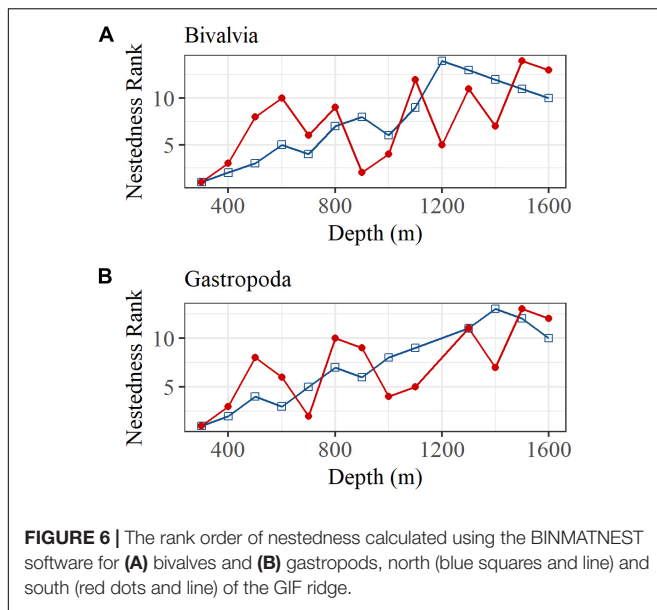 A Bivalvia
Nestedness Rank
10
5
400 800 1200 1600
Depth (m)
B Gastropoda
Nestedness Rank
10
5
400 800 1200 1600
Depth (m)
FIGURE 6 | The rank order of nestedness calculated using the BINMATNEST
software for (A) bivalves and (B) gastropods, north (blue squares and line) and
south (red dots and line) of the GIF ridge.